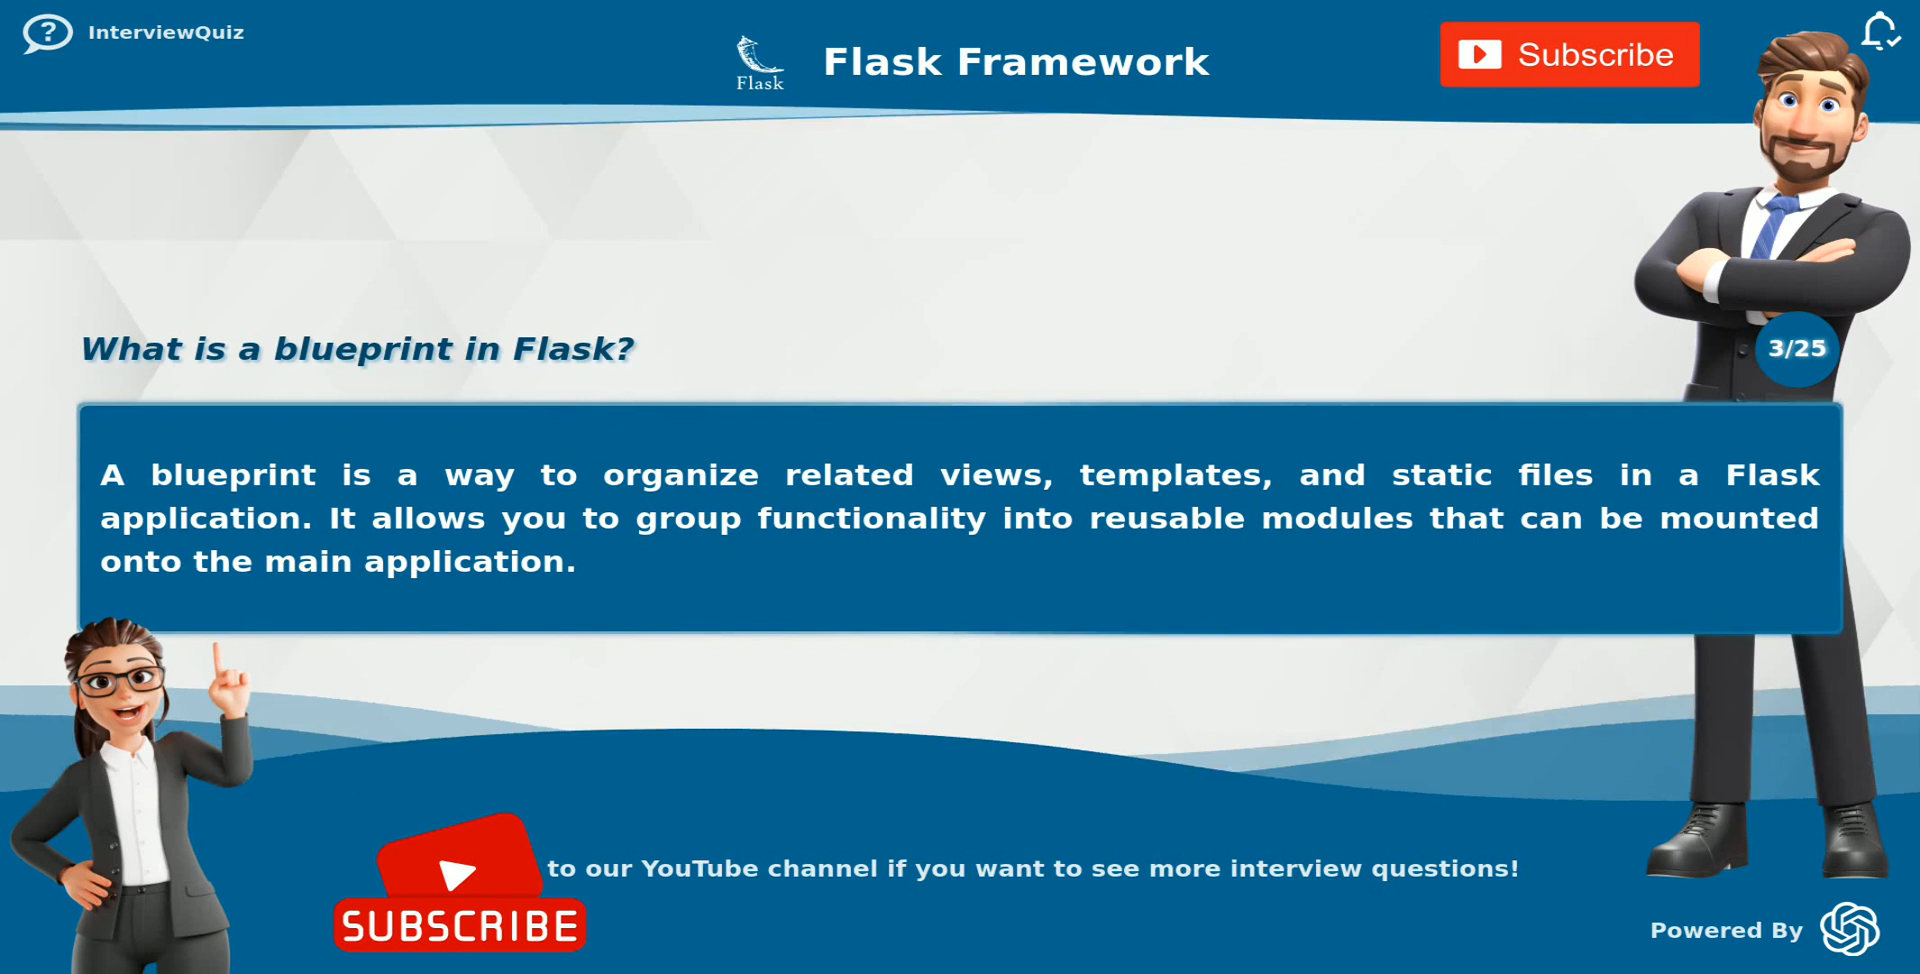 InterviewQuiz
Flask
Flask Framework
Subscribe
What is a blueprint in Flask?
3/25
A blueprint is a way to organize related views, templates, and static files in a Flask
application. It allows you to group functionality into reusable modules that can be mounted
onto the main application.
to our YouTube channel if you want to see more interview questions!
SUBSCRIBE
Powered By